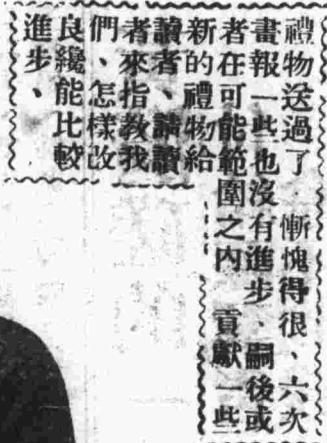 禮物送過了　慚愧得很、六次
畫報一些也沒有進步、嗣後或
者在可能範圍之内　貢獻一些
新的禮物給
讀者、請讀
者來指教我
們、怎樣改
良纔能比較
進步、